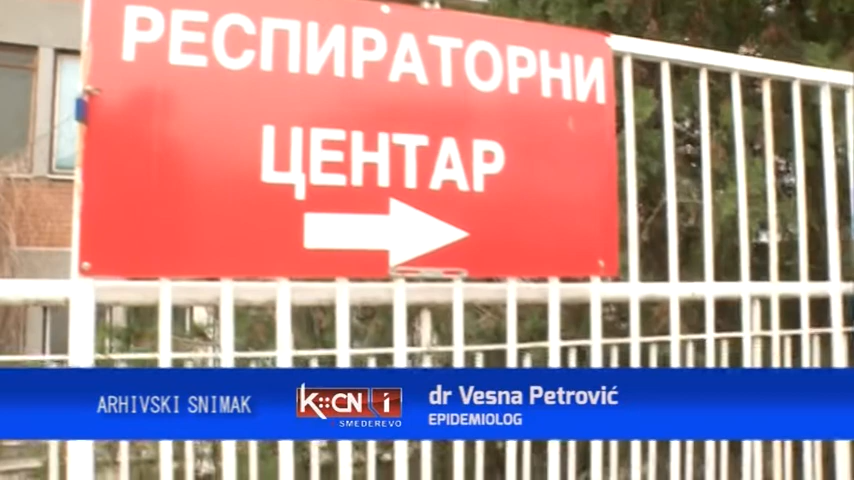 РЕСПИРАТОРНИ
ЦЕНТАР
ARHIVSKI SNIMAK
K::CN 1
SMEDEREVO
dr Vesna Petrović
EPIDEMIOLOG